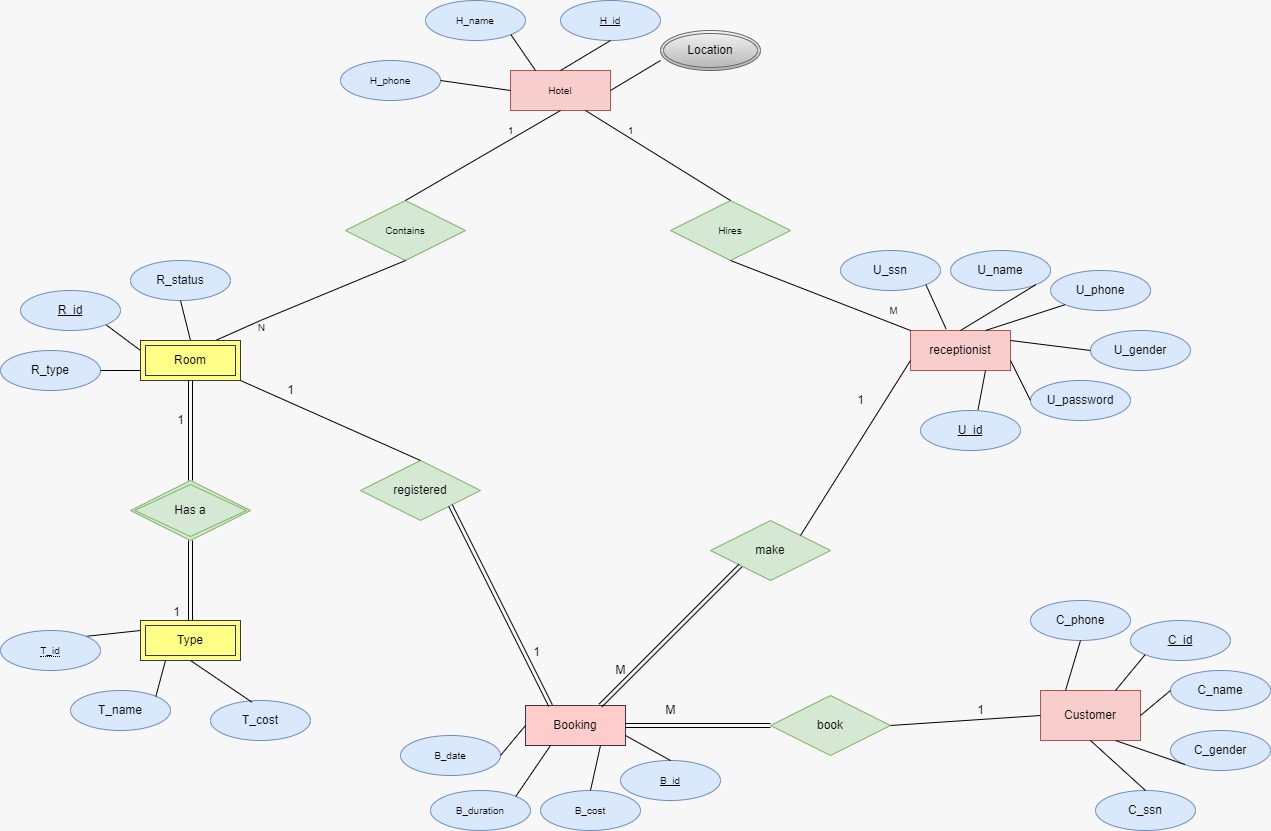 H_name
H_id
Location
H_phone
Hotel
1
1
Contains
Hires
R_status
U_ssn
U_name
U_phone
R_id
M
N
Room
receptionist
U_gender
R_type
1
1
U_password
1
U_id
registered
Has a
make
1
C_phone
Type
C_id
1
T_id
M
C_name
T_name
M
1
T_cost
Booking
book
Customer
C_gender
B_date
B_id
B_duration
B_cost
C_ssn